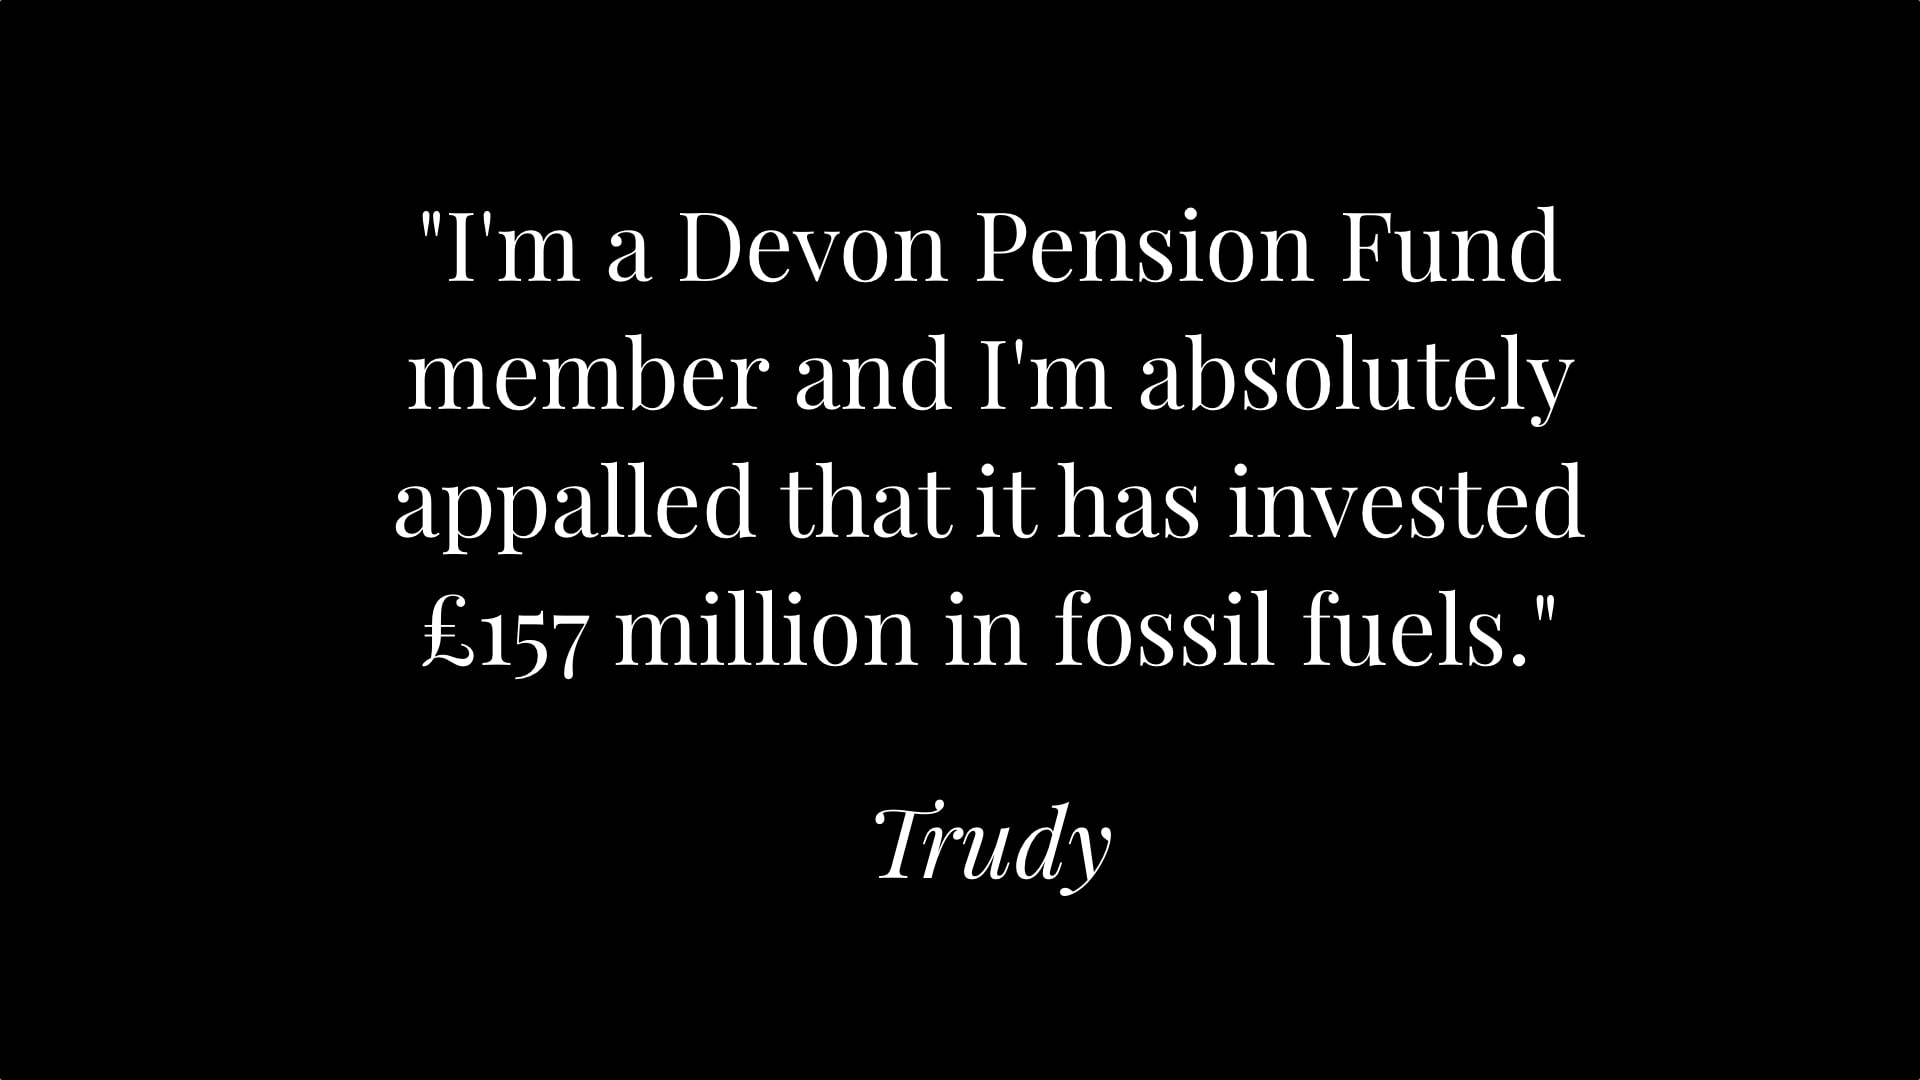 "I'm a Devon Pension Fund
member and I'm absolutely
appalled that it has invested
£157 million in fossil fuels."
Trudy